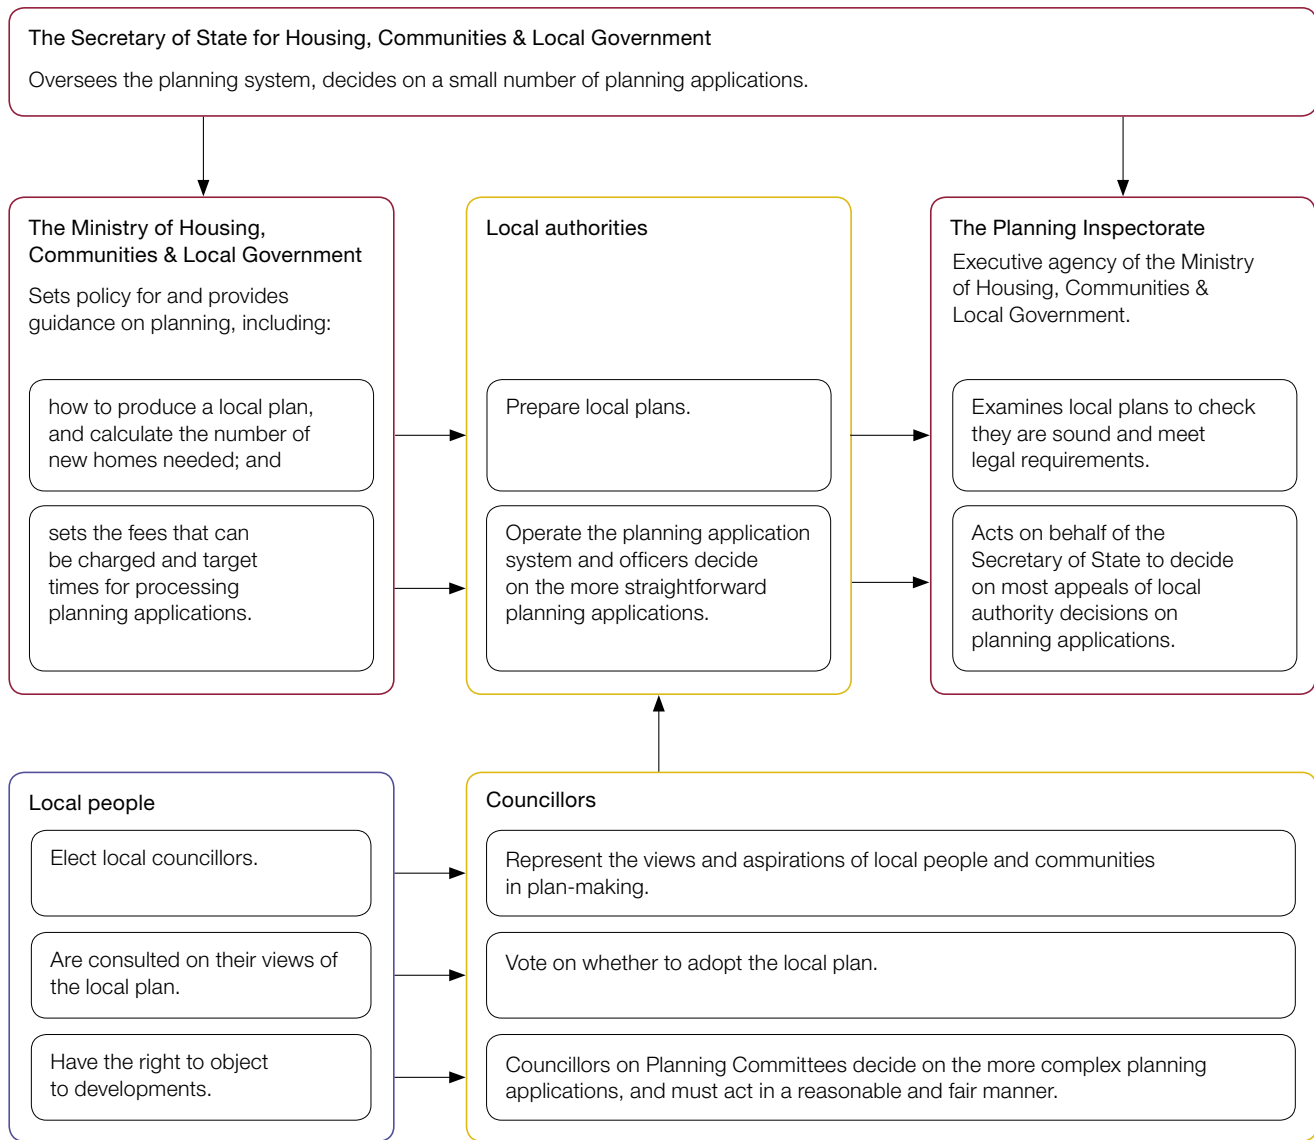 The Secretary of State for Housing, Communities & Local Government
Oversees the planning system, decides on a small number of planning applications.
The Ministry of Housing,
Communities & Local Government
Sets policy for and provides
guidance on planning, including:
how to produce a local plan,
and calculate the number of
new homes needed; and
sets the fees that can
be charged and target
times for processing
planning applications.
Local authorities
Prepare local plans.
Operate the planning application
system and officers decide
on the more straightforward
planning applications.
The Planning Inspectorate
Executive agency of the Ministry
of Housing, Communities &
Local Government.
Examines local plans to check
they are sound and meet
legal requirements.
Acts on behalf of the
Secretary of State to decide
on most appeals of local
authority decisions on
planning applications.
Local people
Elect local councillors.
Are consulted on their views of
the local plan.
Have the right to object
to developments.
Councillors
Represent the views and aspirations of local people and communities
in plan-making.
Vote on whether to adopt the local plan.
Councillors on Planning Committees decide on the more complex planning
applications, and must act in a reasonable and fair manner.